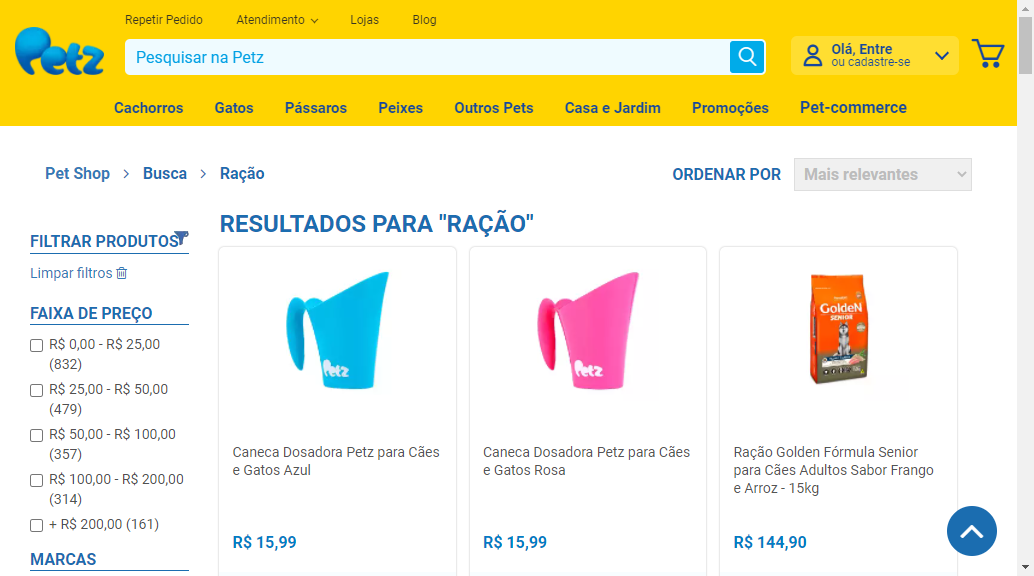 Repetir Pedido
Atendimento
Lojas
Blog
Petz
Pesquisar na Petz
Olá, Entre
ou cadastre-se
Cachorros
Gatos
Pássaros
Peixes
Outros Pets
Casa e Jardim
Promoções
Pet-commerce
Pet Shop > Busca > Ração
ORDENAR POR
Mais relevantes
RESULTADOS PARA "RAÇÃO"
FILTRAR PRODUTOS
Limpar filtros
FAIXA DE PREÇO
R$ 0,00 - R$ 25,00
(832)
R$ 25,00 - R$ 50,00
(479)
R$ 50,00 - R$ 100,00
(357)
R$ 100,00 - R$ 200,00
(314)
+ R$ 200,00 (161)
MARCAS
Petz
Caneca Dosadora Petz para Cães
e Gatos Azul
R$ 15,99
Petz
Caneca Dosadora Petz para Cães
e Gatos Rosa
R$ 15,99
GoldeN
SENIOR
Ração Golden Fórmula Senior
para Cães Adultos Sabor Frango
e Arroz - 15kg
R$ 144,90